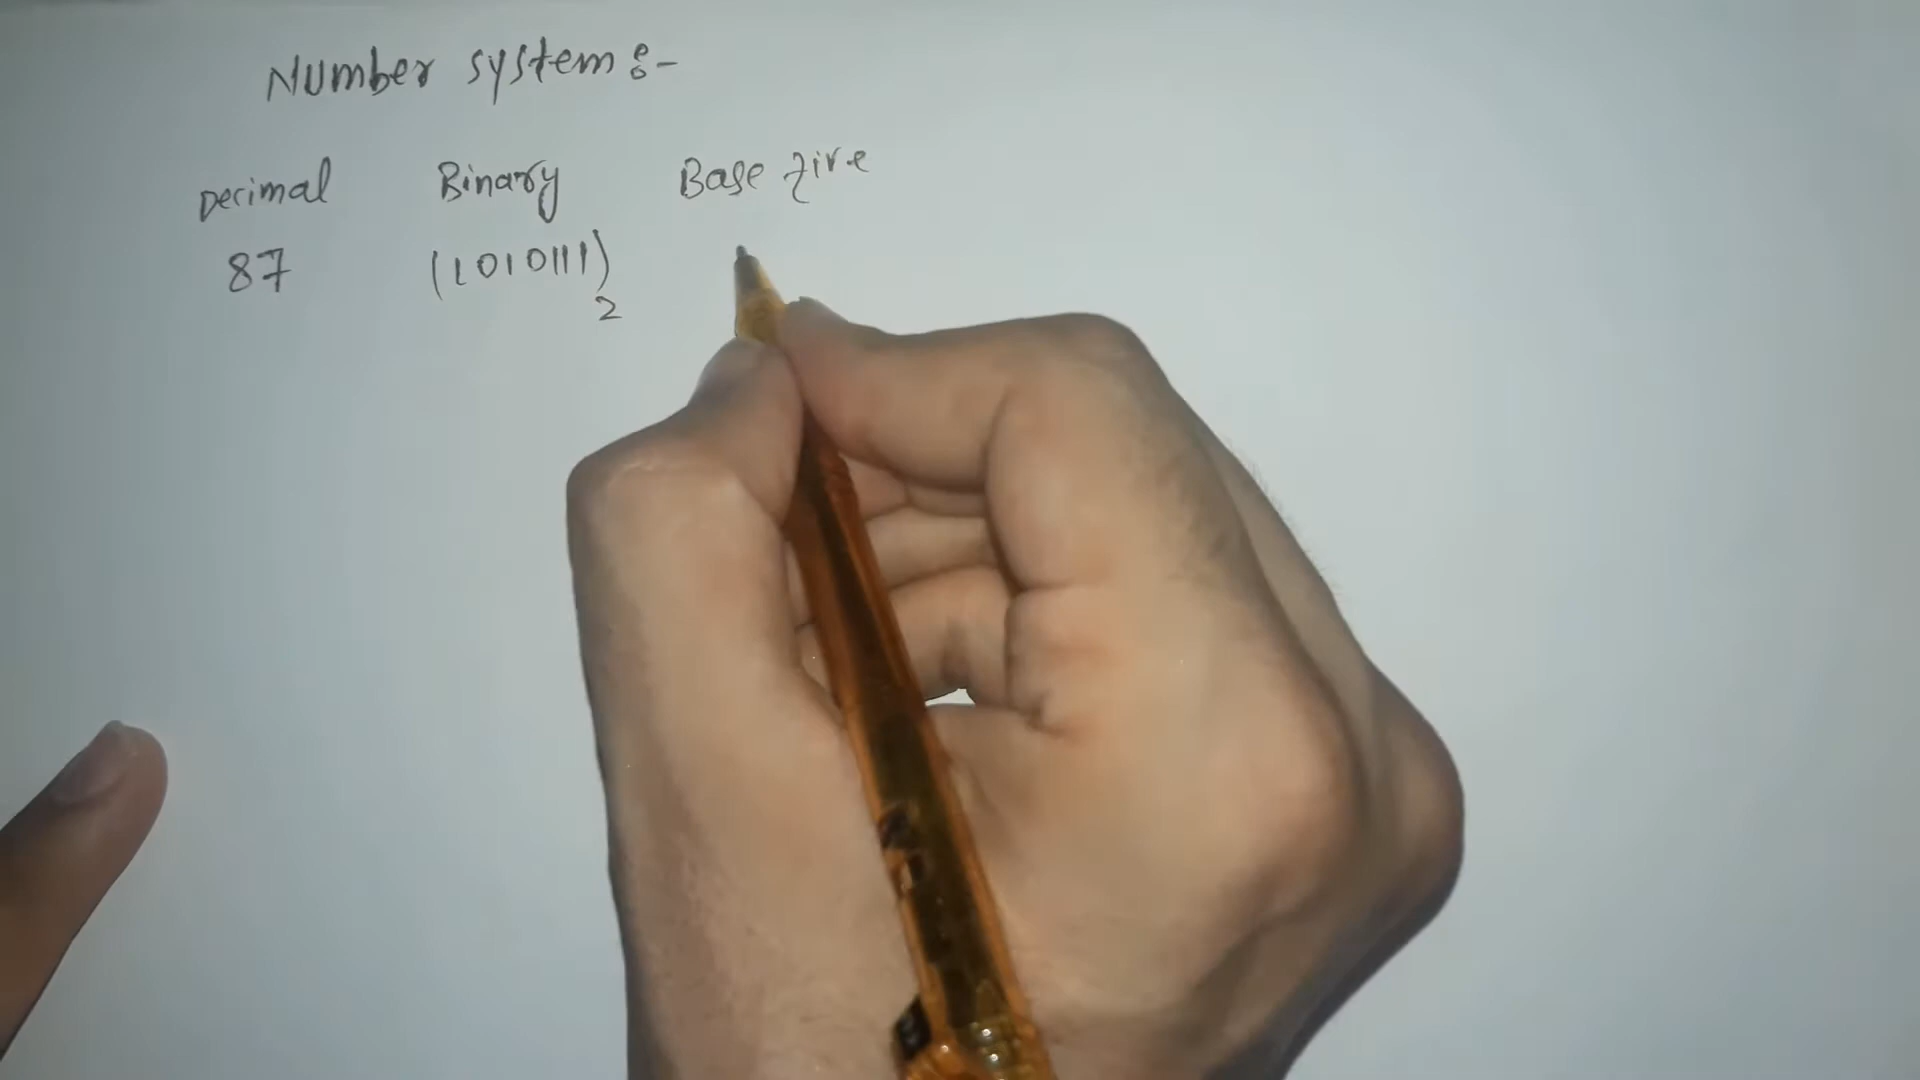 Number system:-
Decimal Binary Base five
87 (1010111)2